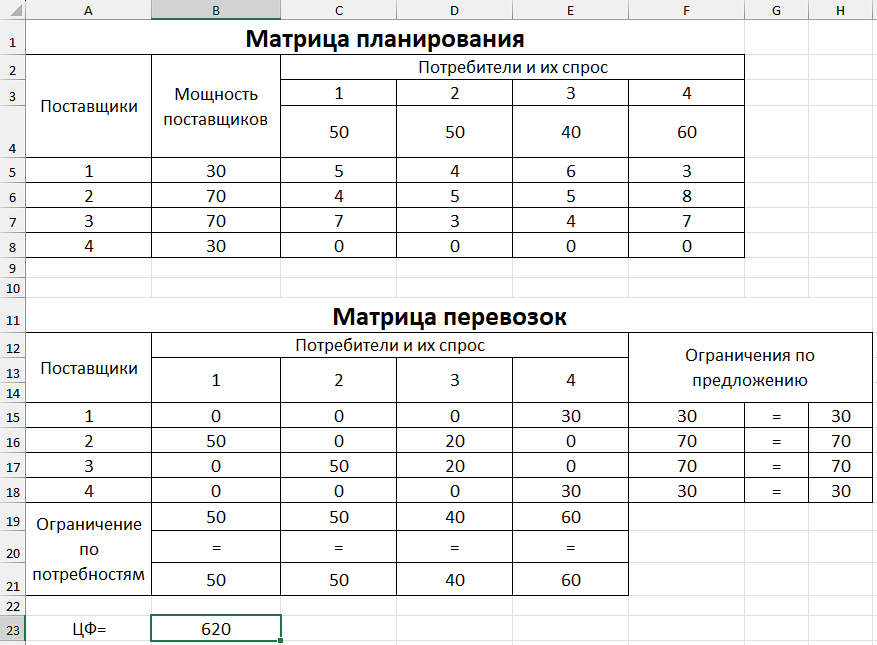 A B C D E F G H
1 Матрица планирования
2 Потребители и их спрос
3 Поставщики Мощность поставщиков 1 2 3 4
4 50 50 40 60
5 1 30 5 4 6 3
6 2 70 4 5 5 8
7 3 70 7 3 4 7
8 4 30 0 0 0 0
9
10
11 Матрица перевозок
12 Поставщики Потребители и их спрос Ограничения по предложению
13 1 2 3 4
14
15 1 0 0 0 30 30 = 30
16 2 50 0 20 0 70 = 70
17 3 0 50 20 0 70 = 70
18 4 0 0 0 30 30 = 30
19 Ограничение по потребностям 50 50 40 60
20 = = = =
21 50 50 40 60
22
23 ЦФ= 620